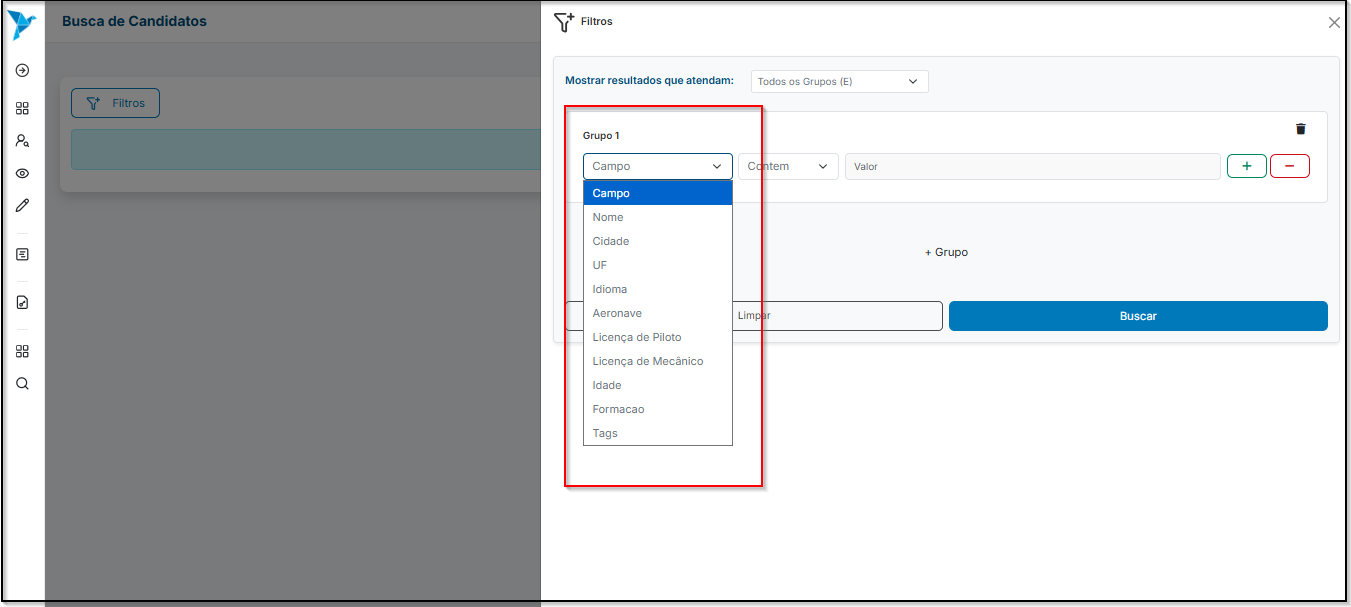 Busca de Candidatos
Filtros
Filtros
Mostrar resultados que atendam:
Todos os Grupos (E)
Grupo 1
Campo
Contem
Valor
+
−
Campo
Nome
Cidade
UF
Idioma
Aeronave
Licença de Piloto
Licença de Mecânico
Idade
Formacao
Tags
+ Grupo
Limpar
Buscar